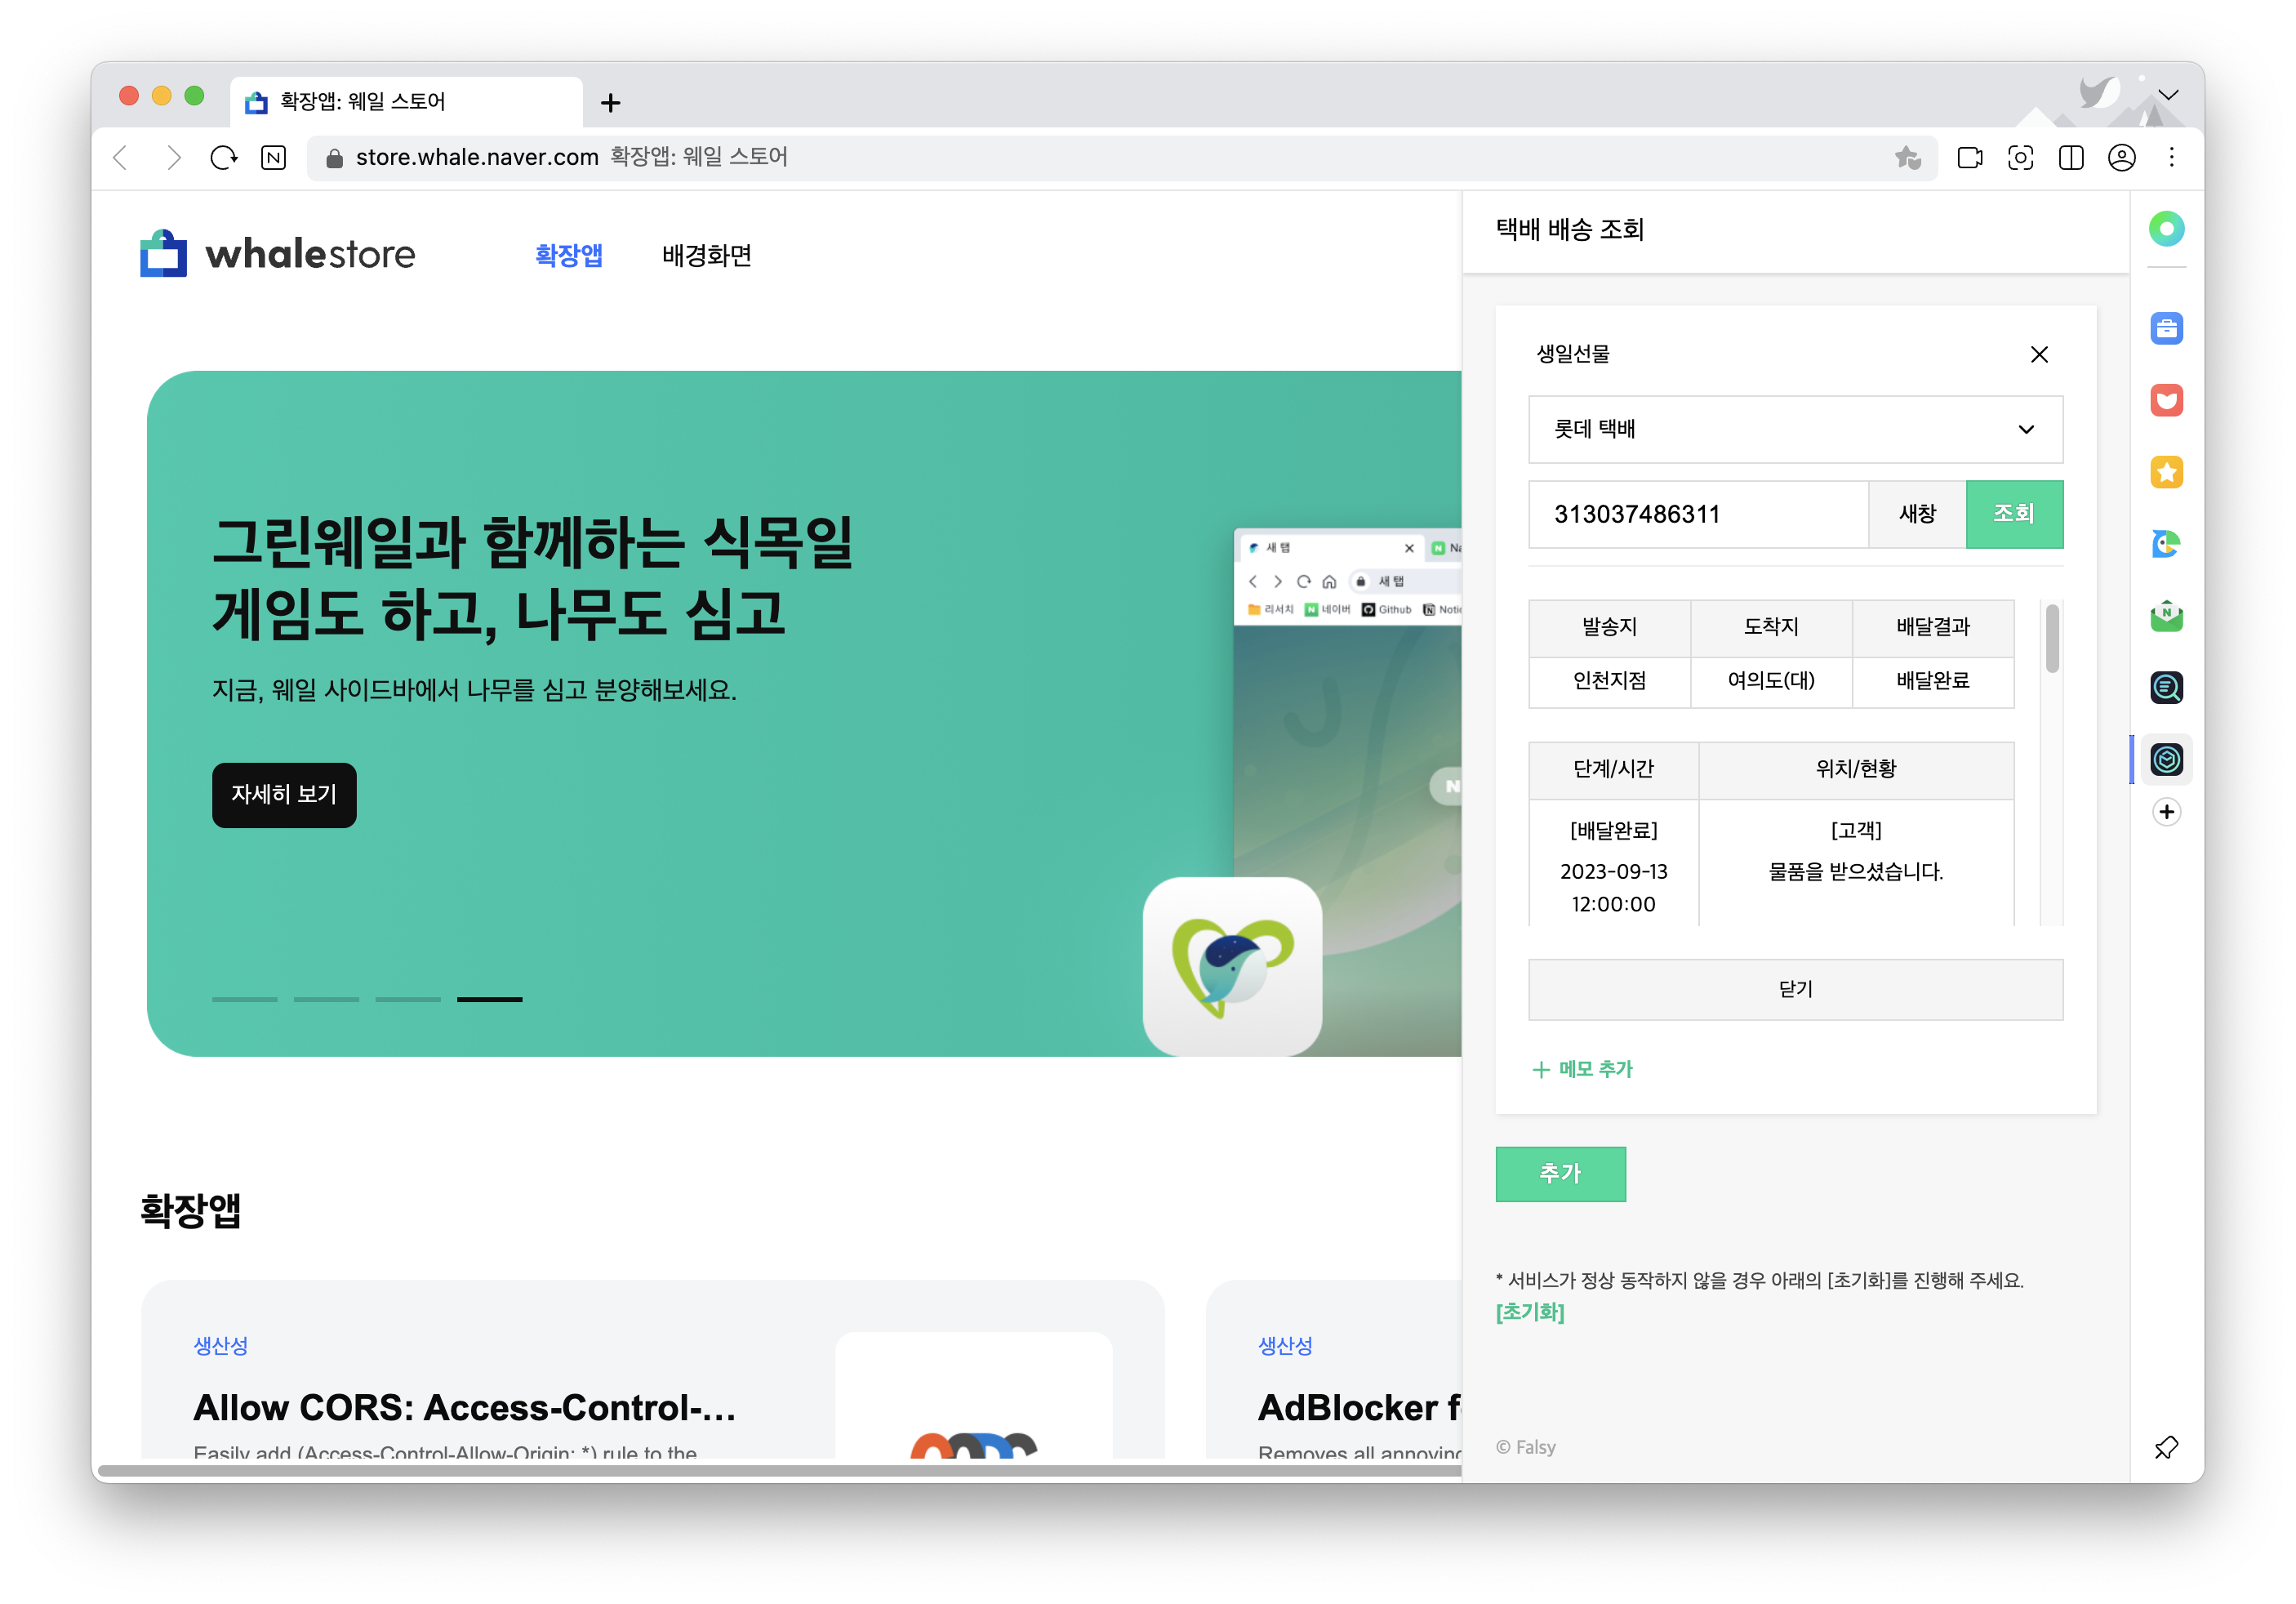 확장앱: 웨일 스토어
store.whale.naver.com 확장앱: 웨일 스토어
whalestore
확장앱
배경화면
그린웨일과 함께하는 식목일
게임도 하고, 나무도 심고
지금, 웨일 사이드바에서 나무를 심고 분양해보세요.
자세히 보기
새 탭
새 탭
리서치
네이버
Github
확장앱
생산성
Allow CORS: Access-Control-...
Easily add (Access-Control-Allow-Origin: *) rule to the
생산성
AdBlocker
Removes all
택배 배송 조회
생일선물
롯데 택배
313037486311
새창
조회
발송지 도착지 배달결과
인천지점 여의도(대) 배달완료
단계/시간 위치/현황
[배달완료] [고객]
2023-09-13 물품을 받으셨습니다.
12:00:00
닫기
+ 메모 추가
추가
* 서비스가 정상 동작하지 않을 경우 아래의 [초기화]를 진행해 주세요.
[초기화]
© Falsy